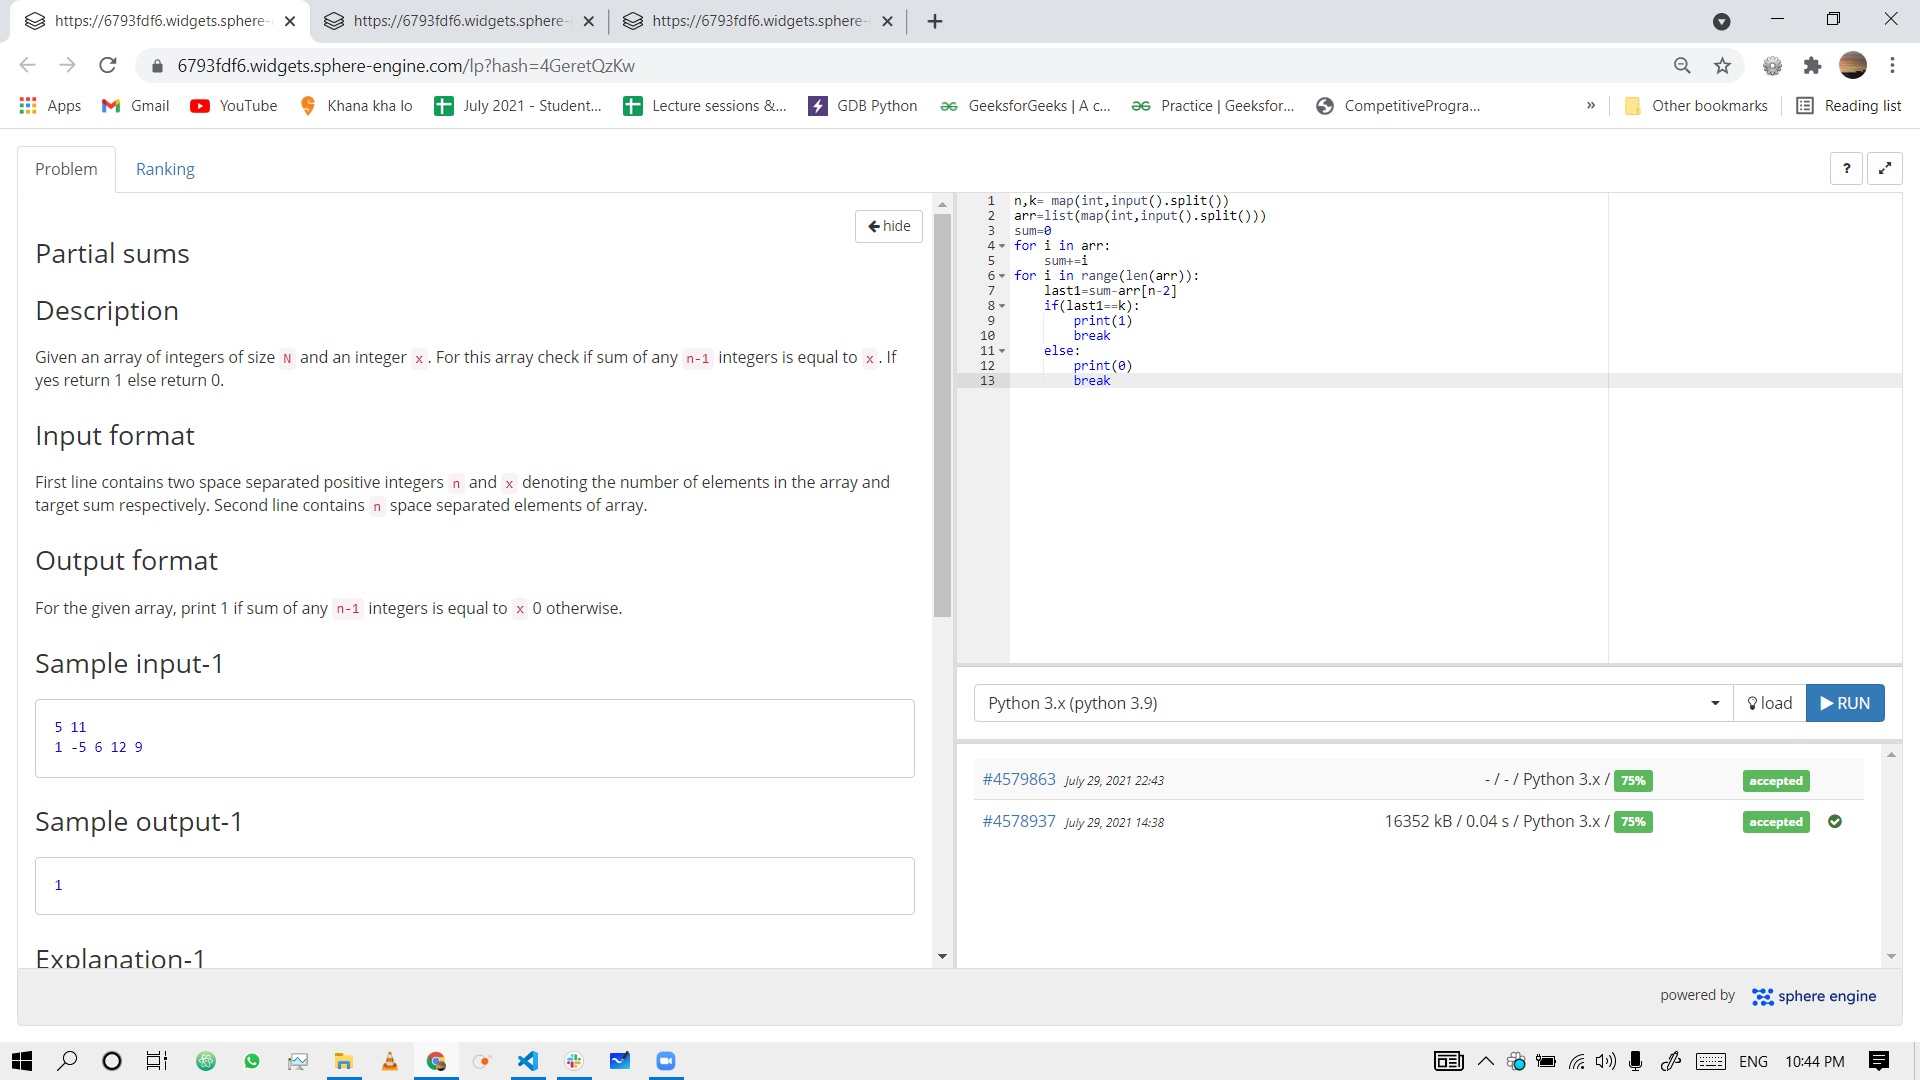 https://6793fdf6.widgets.sphere-
https://6793fdf6.widgets.sphere-
https://6793fdf6.widgets.sphere-
6793fdf6.widgets.sphere-engine.com/lp?hash=4GeretQzKw
Apps
Gmail
YouTube
Khana kha lo
July 2021 - Student...
Lecture sessions &...
GDB Python
GeeksforGeeks | A c...
Practice | Geeksfor...
CompetitiveProgra...
»
Other bookmarks
Reading list
Problem
Ranking
?
hide
Partial sums
Description
Given an array of integers of size N and an integer x. For this array check if sum of any n-1 integers is equal to x. If
yes return 1 else return 0.
Input format
First line contains two space separated positive integers n and x denoting the number of elements in the array and
target sum respectively. Second line contains n space separated elements of array.
Output format
For the given array, print 1 if sum of any n-1 integers is equal to x 0 otherwise.
Sample input-1
5 11
1 -5 6 12 9
Sample output-1
1
Explanation-1
1 n,k= map(int,input().split())
2 arr=list(map(int,input().split()))
3 sum=0
4 for i in arr:
5 sum+=i
6 for i in range(len(arr)):
7 last1=sum-arr[n-2]
8 if(last1==k):
9 print(1)
10 break
11 else:
12 print(0)
13 break
Python 3.x (python 3.9)
load
RUN
#4579863 July 29, 2021 22:43 - / - / Python 3.x / 75% accepted
#4578937 July 29, 2021 14:38 16352 kB / 0.04 s / Python 3.x / 75% accepted
powered by sphere engine
ENG
10:44 PM